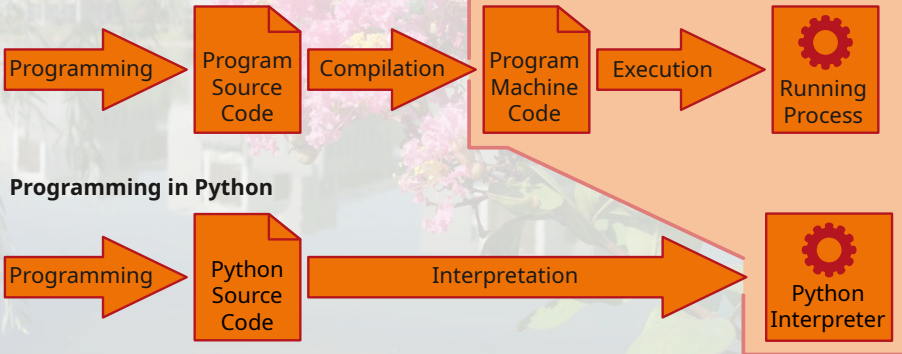 Programming
Program
Source
Code
Compilation
Program
Machine
Code
Execution
Running
Process
Programming in Python
Programming
Python
Source
Code
Interpretation
Python
Interpreter